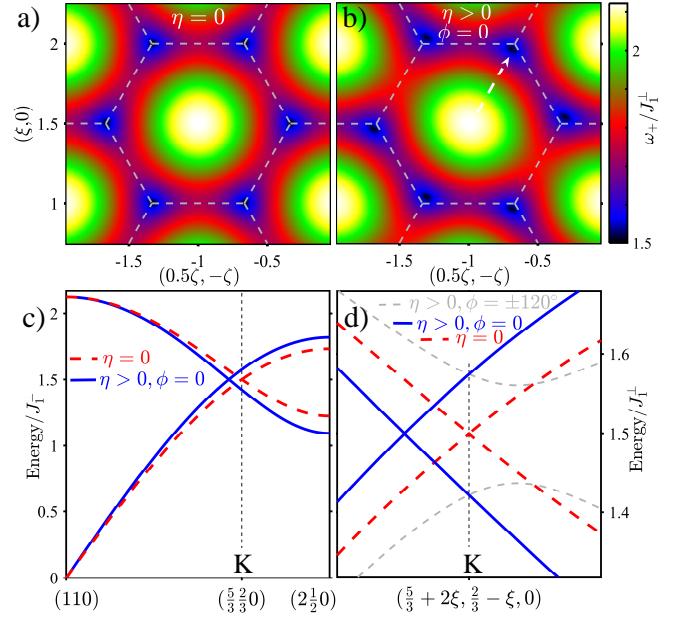 a)
η = 0
2
1.5
1
(ξ,0)
-1.5
-1
-0.5
(0.5ζ, −ζ)
b)
η > 0
ϕ = 0
-1.5
-1
-0.5
(0.5ζ, −ζ)
2
1.5
ω₊/J₁^⊥
c)
2
1.5
1
0.5
0
η = 0
η > 0, ϕ = 0
K
(110)
(5/3 2/3 0)
(2 1/2 0)
d)
η > 0, ϕ = ±120°
η > 0, ϕ = 0
η = 0
1.6
1.5
1.4
Energy/J₁^⊥
K
(5/3 + 2ξ, 2/3 − ξ, 0)